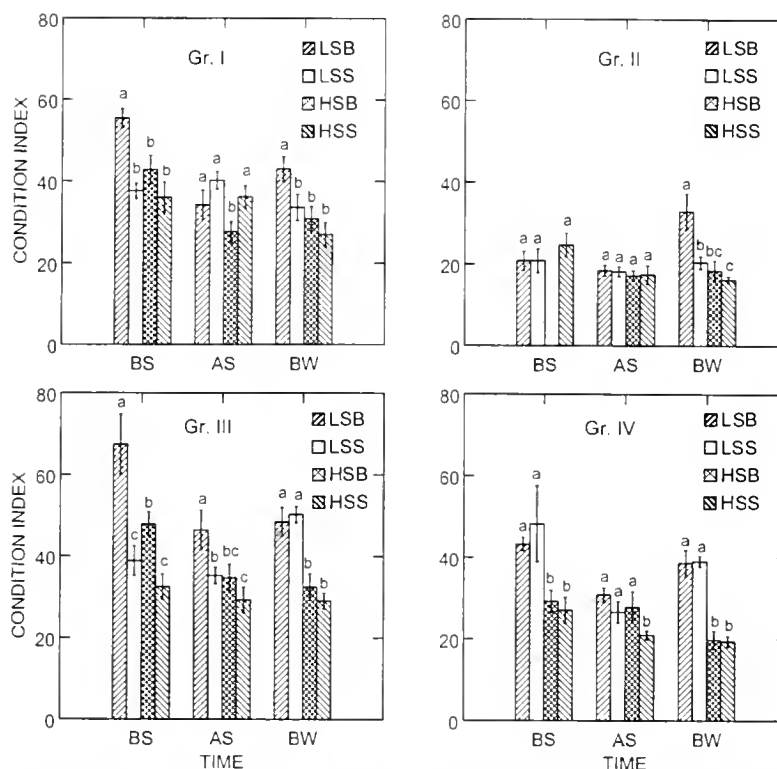 80
60
40
20
0
CONDITION INDEX
Gr. I
LSB
LSS
HSB
HSS
a b b b
a a b a
a b b b
BS AS BW
80
60
40
20
0
Gr. II
LSB
LSS
HSB
HSS
a a a
a a a a
a b bc c
BS AS BW
80
60
40
20
0
CONDITION INDEX
Gr. III
LSB
LSS
HSB
HSS
a c b c
a b bc c
a a b b
BS AS BW
TIME
80
60
40
20
0
Gr. IV
LSB
LSS
HSB
HSS
a a b b
a a a b
a a b b
BS AS BW
TIME